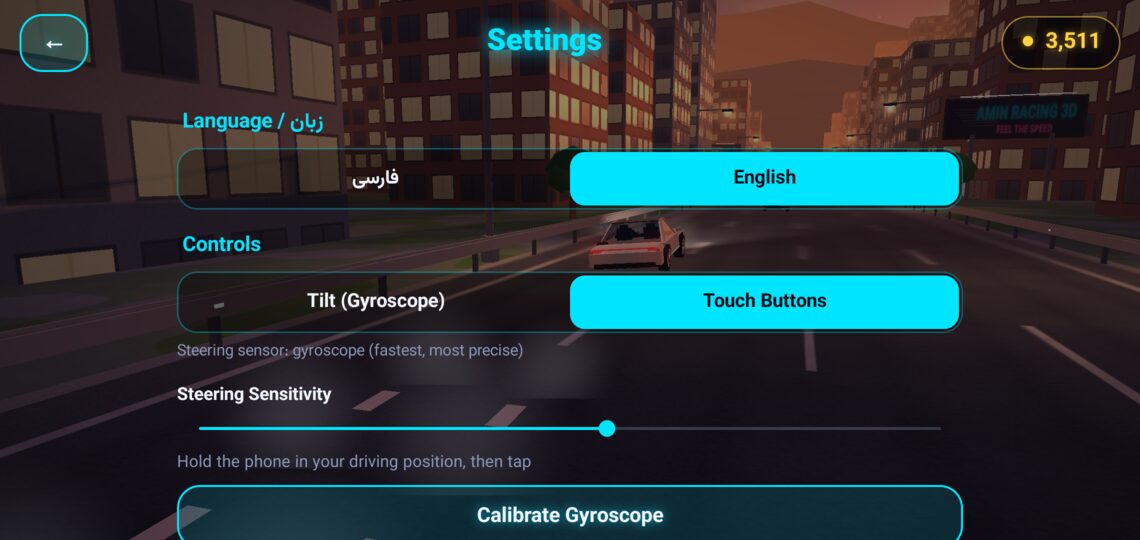 ←
Settings
3,511
AMIN RACING 3D
FEEL THE SPEED
Language / زبان
فارسی
English
Controls
Tilt (Gyroscope)
Touch Buttons
Steering sensor: gyroscope (fastest, most precise)
Steering Sensitivity
Hold the phone in your driving position, then tap
Calibrate Gyroscope